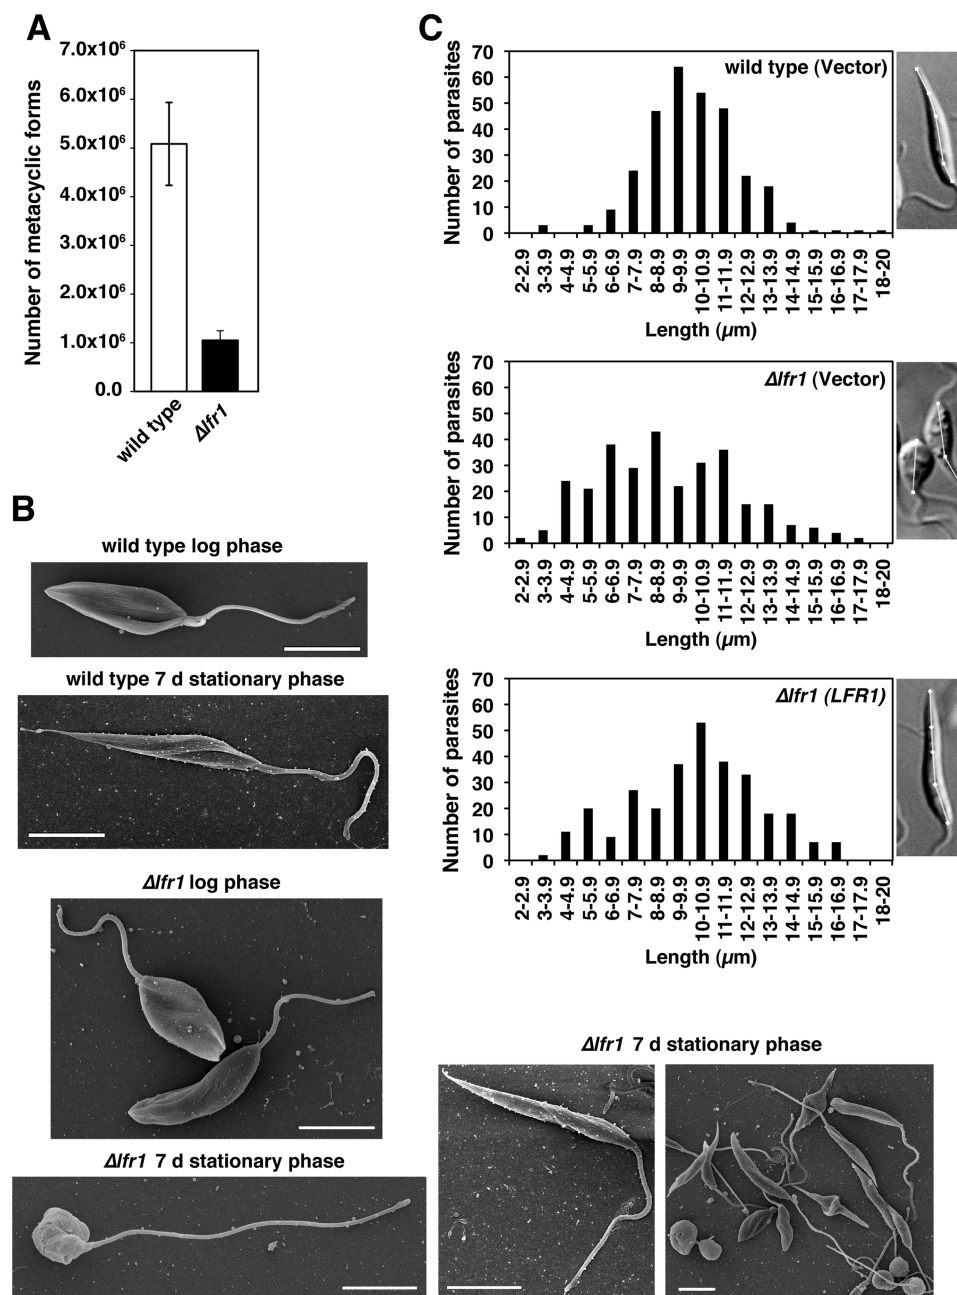 A
Number of metacyclic forms
7.0x10⁶
6.0x10⁶
5.0x10⁶
4.0x10⁶
3.0x10⁶
2.0x10⁶
1.0x10⁶
0.0
wild type
Δlfr1
B
wild type log phase
wild type 7 d stationary phase
Δlfr1 log phase
Δlfr1 7 d stationary phase
C
wild type (Vector)
Number of parasites
70
60
50
40
30
20
10
0
2-2.9
3-3.9
4-4.9
5-5.9
6-6.9
7-7.9
8-8.9
9-9.9
10-10.9
11-11.9
12-12.9
13-13.9
14-14.9
15-15.9
16-16.9
17-17.9
18-20
Length (µm)
Δlfr1 (Vector)
Number of parasites
70
60
50
40
30
20
10
0
2-2.9
3-3.9
4-4.9
5-5.9
6-6.9
7-7.9
8-8.9
9-9.9
10-10.9
11-11.9
12-12.9
13-13.9
14-14.9
15-15.9
16-16.9
17-17.9
18-20
Length (µm)
Δlfr1 (LFR1)
Number of parasites
70
60
50
40
30
20
10
0
2-2.9
3-3.9
4-4.9
5-5.9
6-6.9
7-7.9
8-8.9
9-9.9
10-10.9
11-11.9
12-12.9
13-13.9
14-14.9
15-15.9
16-16.9
17-17.9
18-20
Length (µm)
Δlfr1 7 d stationary phase